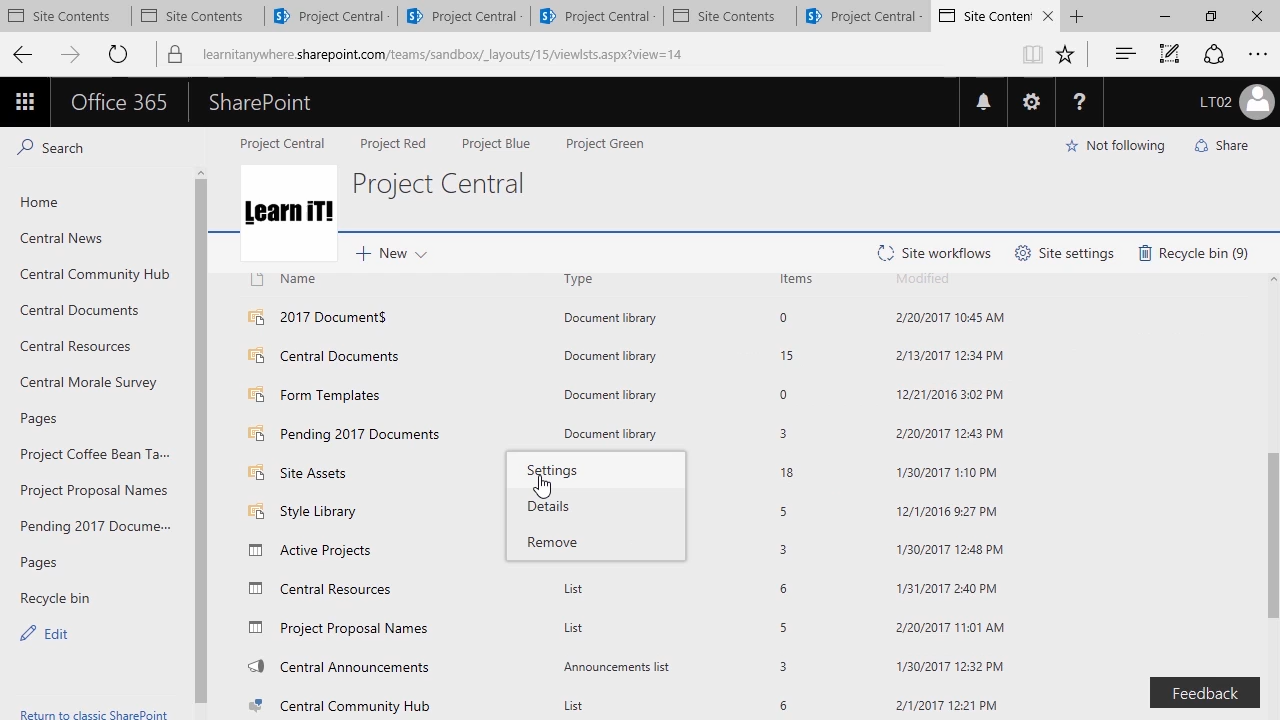 Site Contents
Site Contents
Project Central
Project Central
Project Central
Site Contents
Project Central
Site Conten
learnitanywhere.sharepoint.com/teams/sandbox/_layouts/15/viewlsts.aspx?view=14
Office 365
SharePoint
?
LT02
Search
Project Central
Project Red
Project Blue
Project Green
Not following
Share
Learn iT!
Project Central
New
Site workflows
Site settings
Recycle bin (9)
Home
Central News
Central Community Hub
Central Documents
Central Resources
Central Morale Survey
Pages
Project Coffee Bean Ta...
Project Proposal Names
Pending 2017 Docume...
Pages
Recycle bin
Edit
Return to classic SharePoint
Name Type Items Modified
2017 Document$ Document library 0 2/20/2017 10:45 AM
Central Documents Document library 15 2/13/2017 12:34 PM
Form Templates Document library 0 12/21/2016 3:02 PM
Pending 2017 Documents Document library 3 2/20/2017 12:43 PM
Site Assets 18 1/30/2017 1:10 PM
Style Library 5 12/1/2016 9:27 PM
Active Projects 3 1/30/2017 12:48 PM
Central Resources List 6 1/31/2017 2:40 PM
Project Proposal Names List 5 2/20/2017 11:01 AM
Central Announcements Announcements list 3 1/30/2017 12:32 PM
Central Community Hub List 6 2/1/2017 12:21 PM
Settings
Details
Remove
Feedback